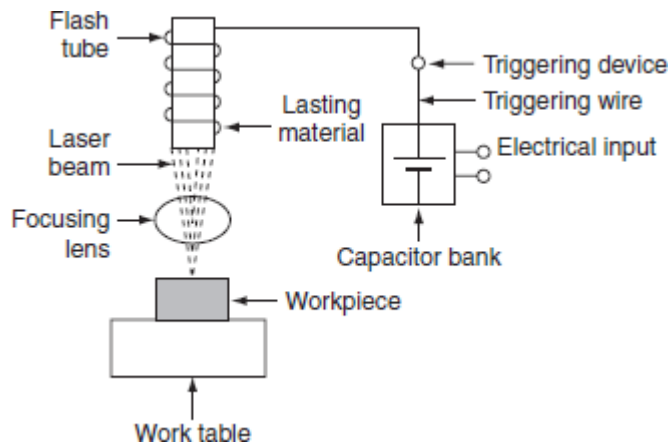 Flash
tube
Triggering device
Triggering wire
Lasting
material
Laser
beam
Electrical input
Focusing
lens
Capacitor bank
Workpiece
Work table